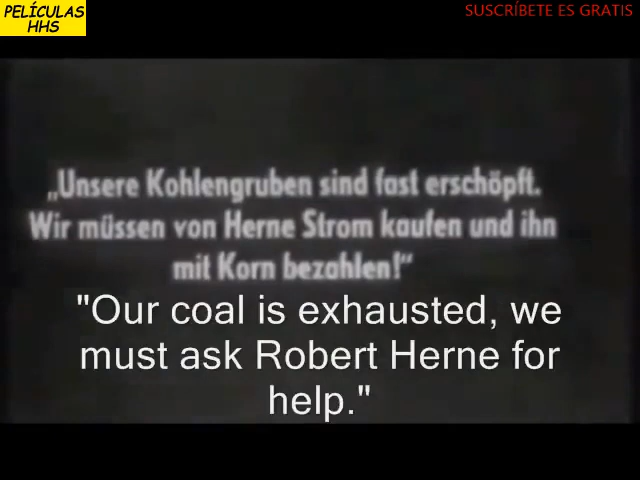 PELÍCULAS
HHS
SUSCRÍBETE ES GRATIS
„Unsere Kohlengruben sind fast erschöpft.
Wir müssen von Herne Strom kaufen und ihn
mit Korn bezahlen!“
"Our coal is exhausted, we
must ask Robert Herne for
help."